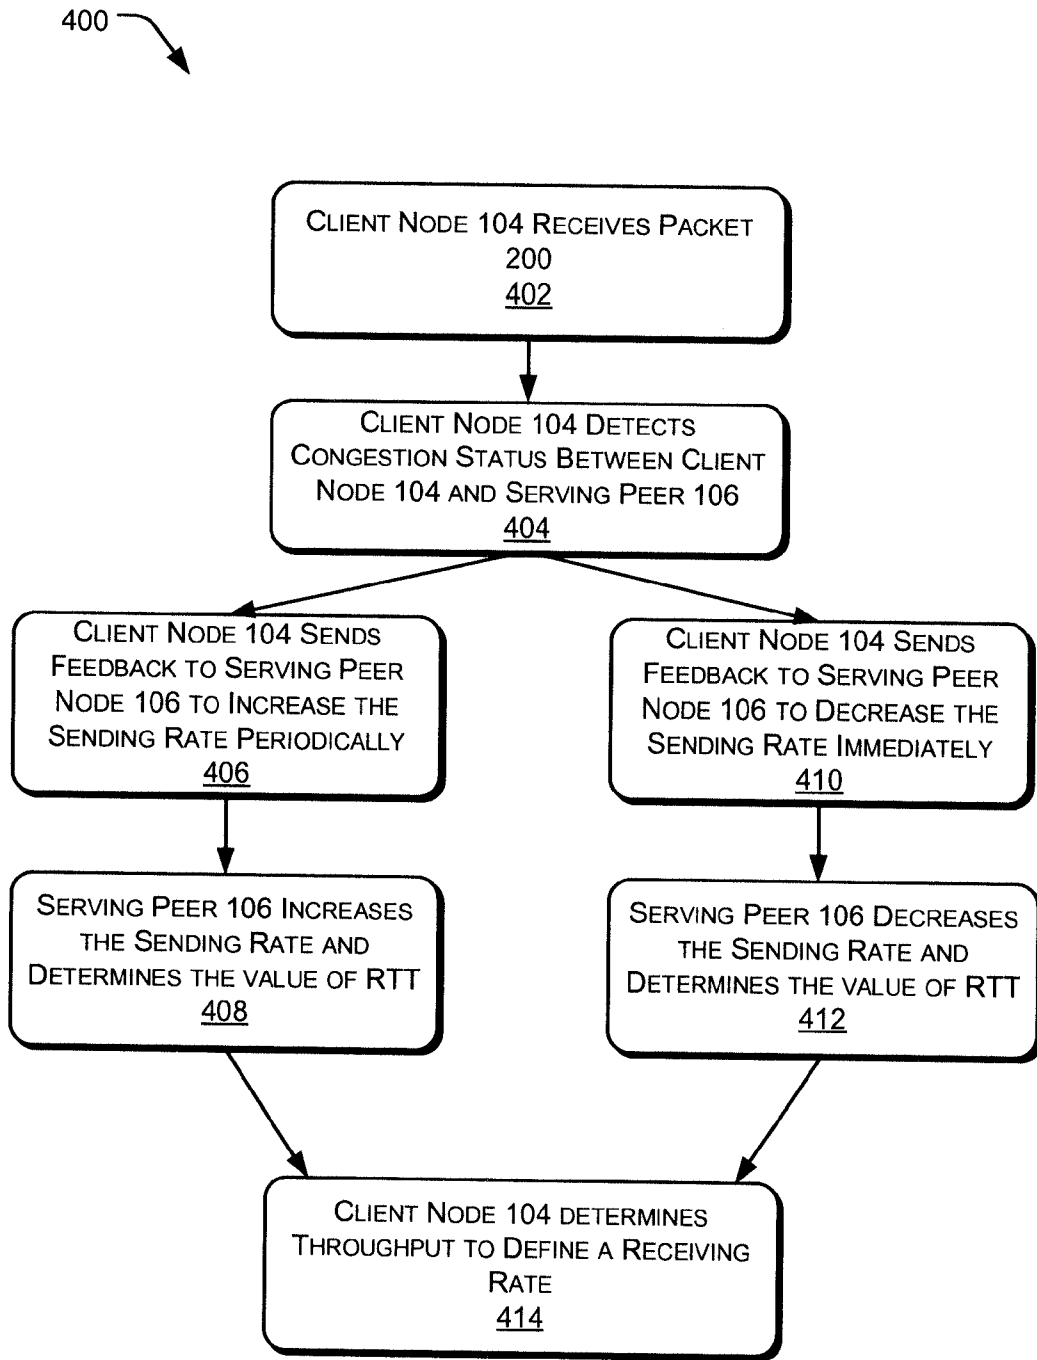 400
CLIENT NODE 104 RECEIVES PACKET
200
402
CLIENT NODE 104 DETECTS
CONGESTION STATUS BETWEEN CLIENT
NODE 104 AND SERVING PEER 106
404
CLIENT NODE 104 SENDS
FEEDBACK TO SERVING PEER
NODE 106 TO INCREASE THE
SENDING RATE PERIODICALLY
406
CLIENT NODE 104 SENDS
FEEDBACK TO SERVING PEER
NODE 106 TO DECREASE THE
SENDING RATE IMMEDIATELY
410
SERVING PEER 106 INCREASES
THE SENDING RATE AND
DETERMINES THE VALUE OF RTT
408
SERVING PEER 106 DECREASES
THE SENDING RATE AND
DETERMINES THE VALUE OF RTT
412
CLIENT NODE 104 DETERMINES
THROUGHPUT TO DEFINE A RECEIVING
RATE
414